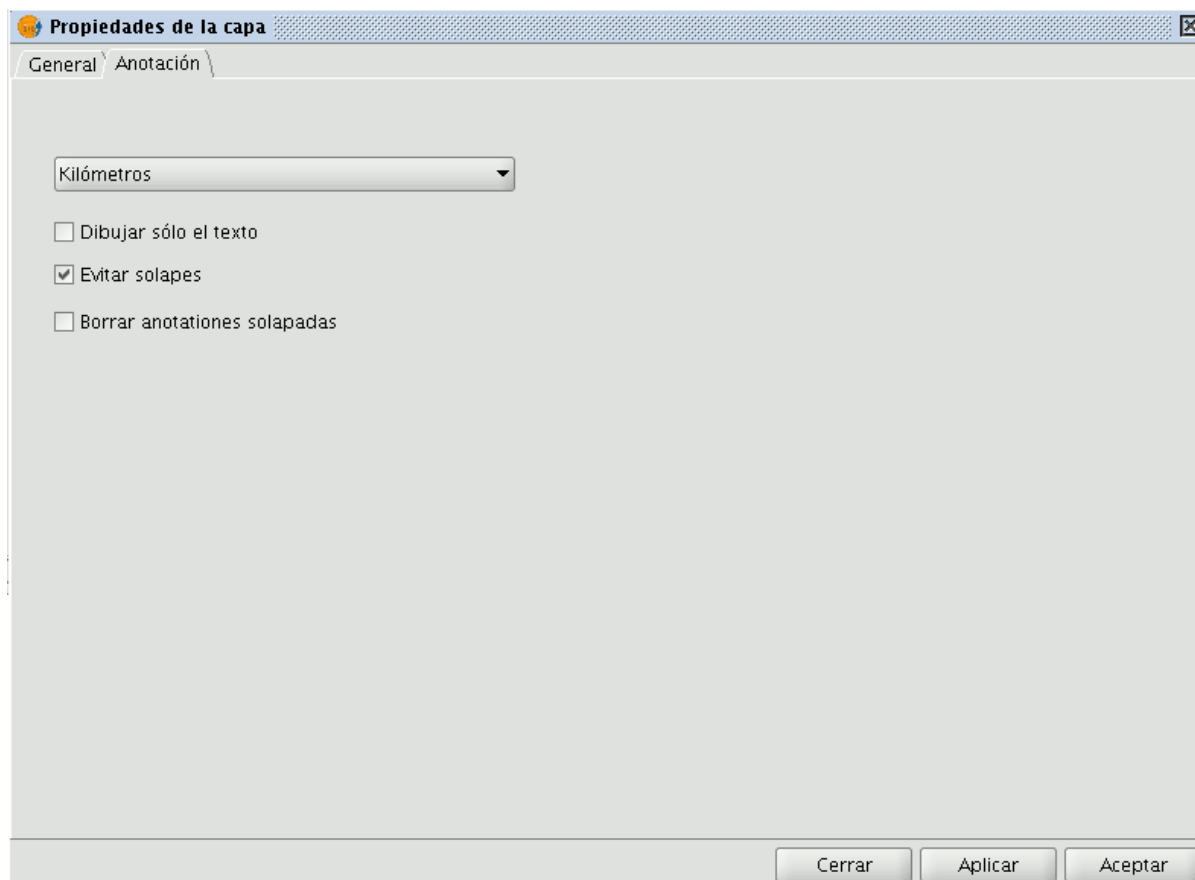 Propiedades de la capa
General Anotación
Kilómetros
Dibujar sólo el texto
Evitar solapes
Borrar anotationes solapadas
Cerrar Aplicar Aceptar